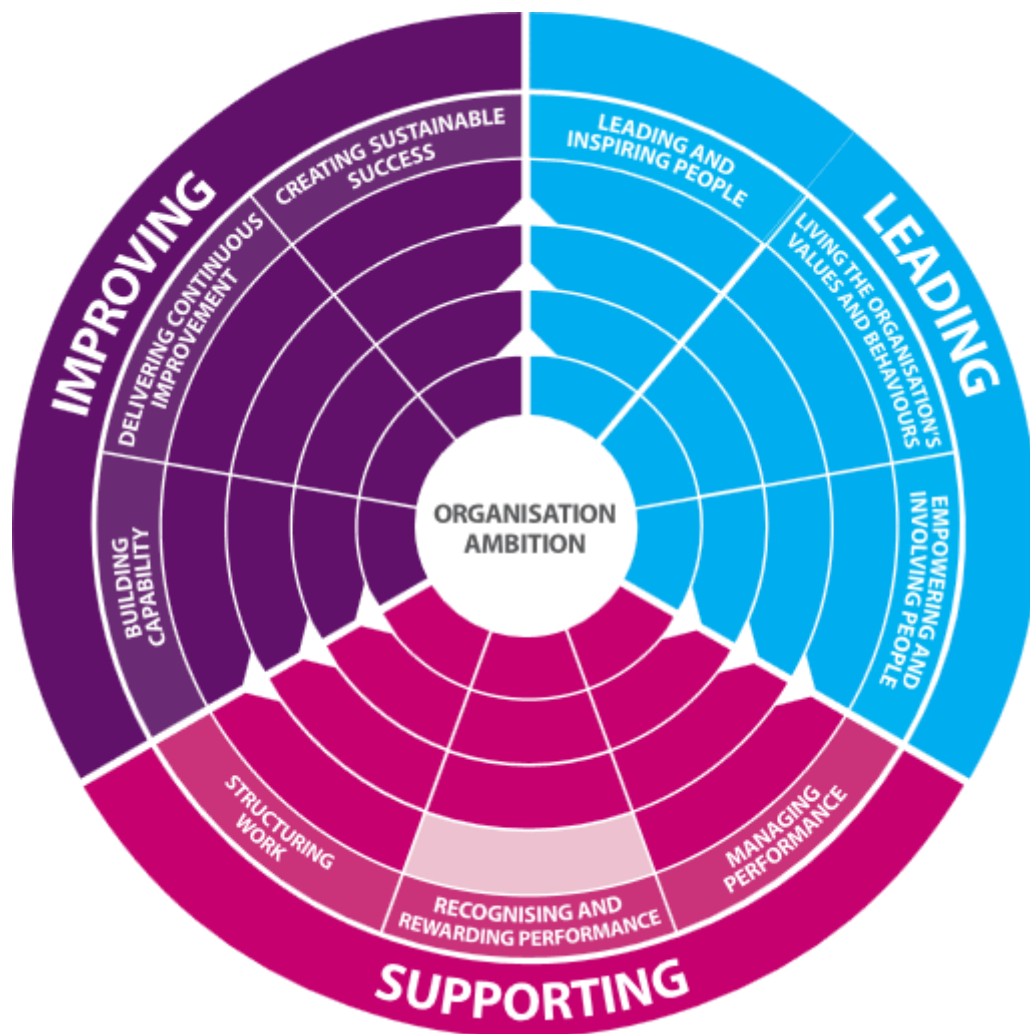 IMPROVING
LEADING
SUPPORTING
CREATING SUSTAINABLE
SUCCESS
LEADING AND
INSPIRING PEOPLE
LIVING THE ORGANISATION'S
VALUES AND BEHAVIOURS
EMPOWERING AND
INVOLVING PEOPLE
MANAGING
PERFORMANCE
RECOGNISING AND
REWARDING PERFORMANCE
STRUCTURING
WORK
BUILDING
CAPABILITY
DELIVERING CONTINUOUS
IMPROVEMENT
ORGANISATION
AMBITION